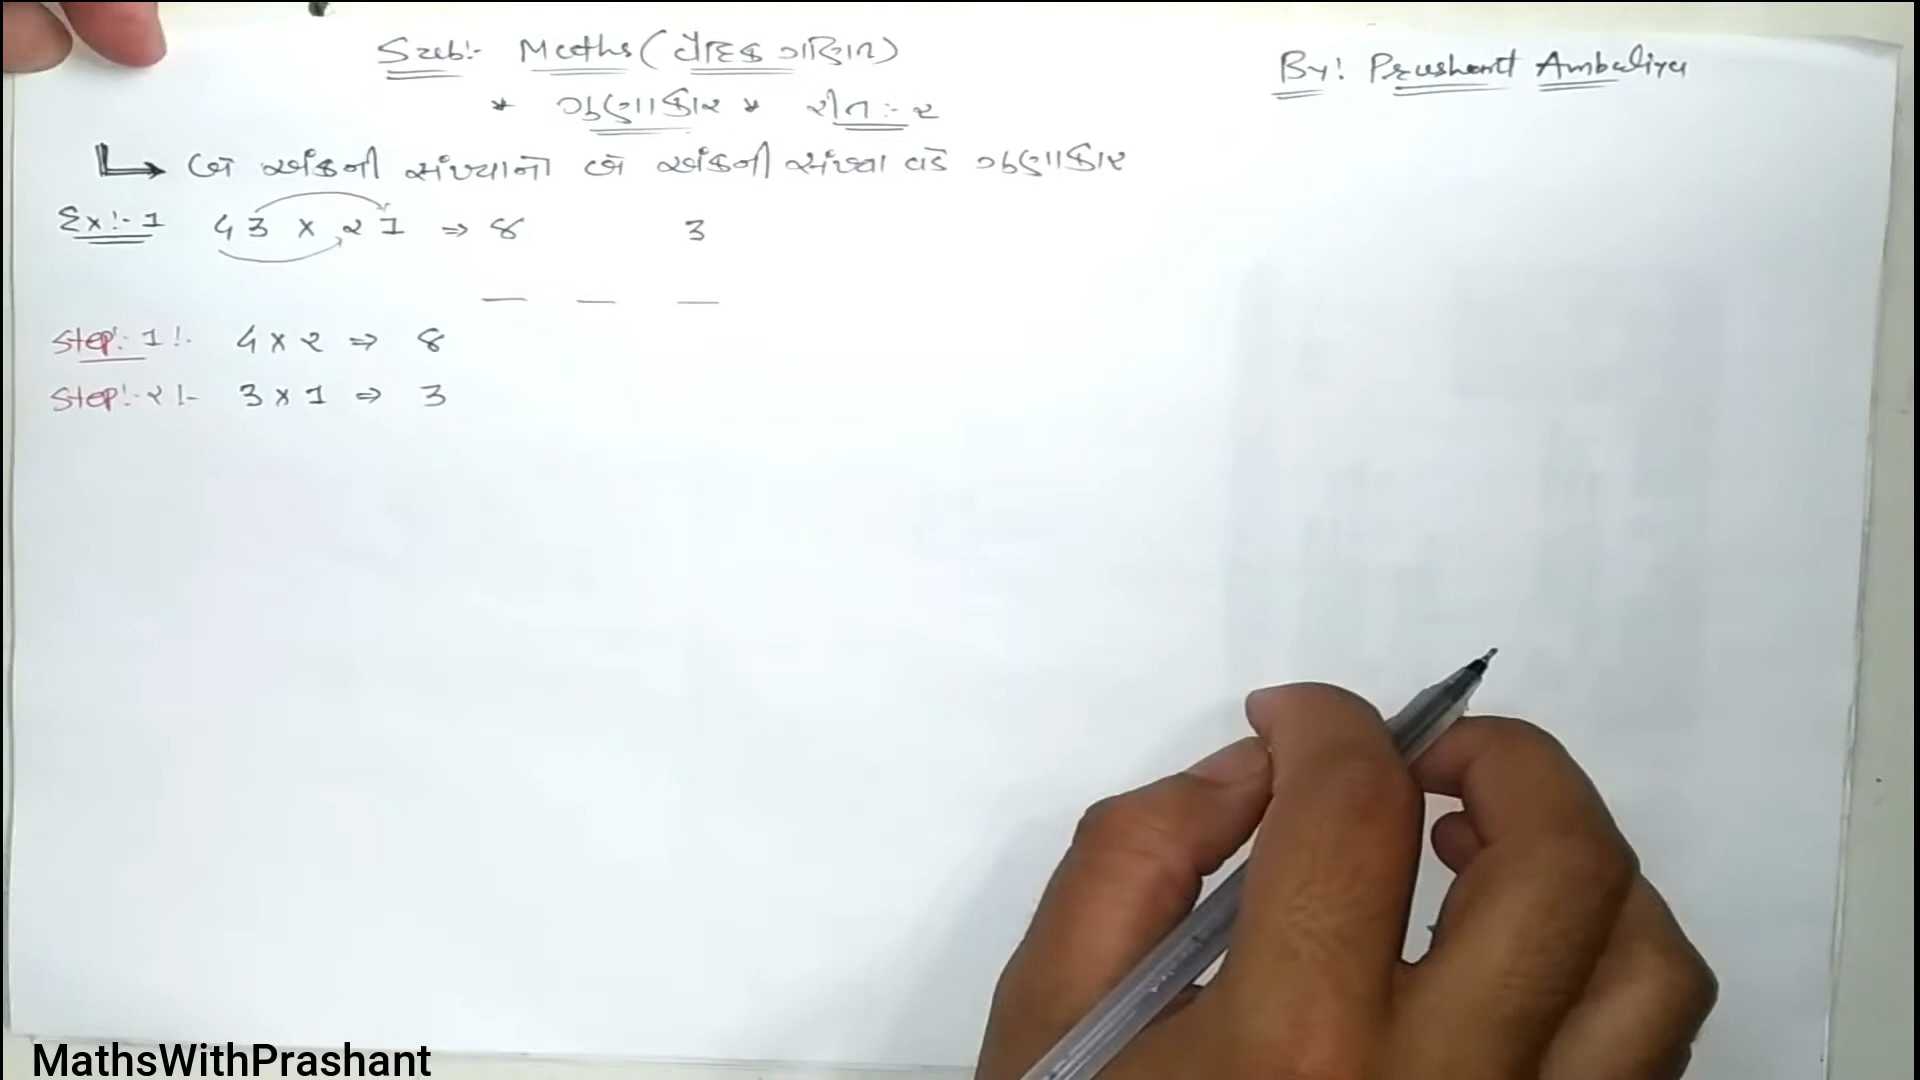 Sub:- Maths (વૈદિક ગણિત)
By: Prashant Ambaliya
* ગુણાકાર * રીત :- ૨
બે અંકની સંખ્યાનો બે અંકની સંખ્યા વડે ગુણાકાર
Ex:- 1 43 × ૨1 ⇒ 8 3
Step:- 1 :- 4 × ૨ ⇒ 8
Step:- ૨ :- 3 × 1 ⇒ 3
MathsWithPrashant